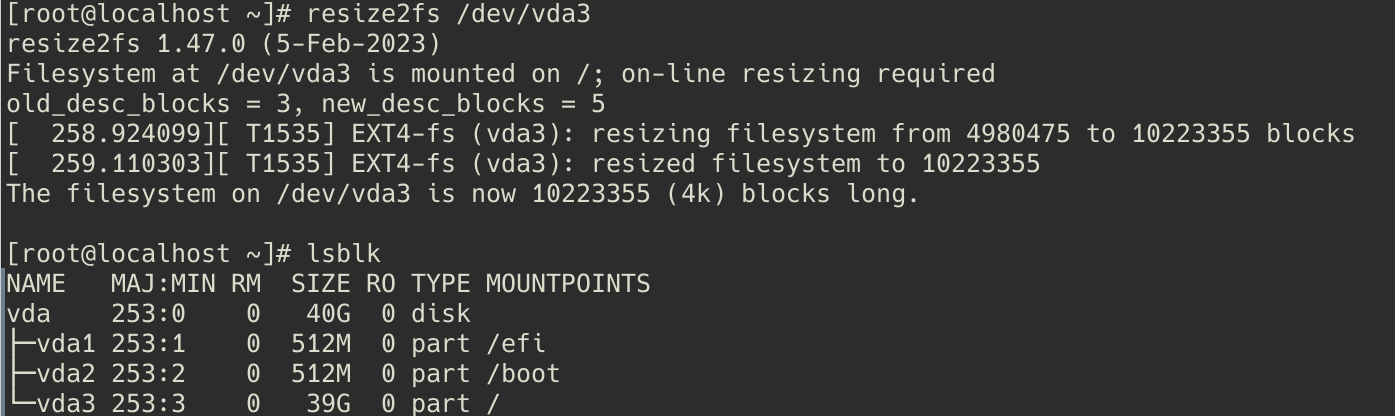 [root@localhost ~]# resize2fs /dev/vda3
resize2fs 1.47.0 (5-Feb-2023)
Filesystem at /dev/vda3 is mounted on /; on-line resizing required
old_desc_blocks = 3, new_desc_blocks = 5
[  258.924099][ T1535] EXT4-fs (vda3): resizing filesystem from 4980475 to 10223355 blocks
[  259.110303][ T1535] EXT4-fs (vda3): resized filesystem to 10223355
The filesystem on /dev/vda3 is now 10223355 (4k) blocks long.

[root@localhost ~]# lsblk
NAME   MAJ:MIN RM  SIZE RO TYPE MOUNTPOINTS
vda    253:0    0   40G  0 disk
├─vda1 253:1    0  512M  0 part /efi
├─vda2 253:2    0  512M  0 part /boot
└─vda3 253:3    0   39G  0 part /